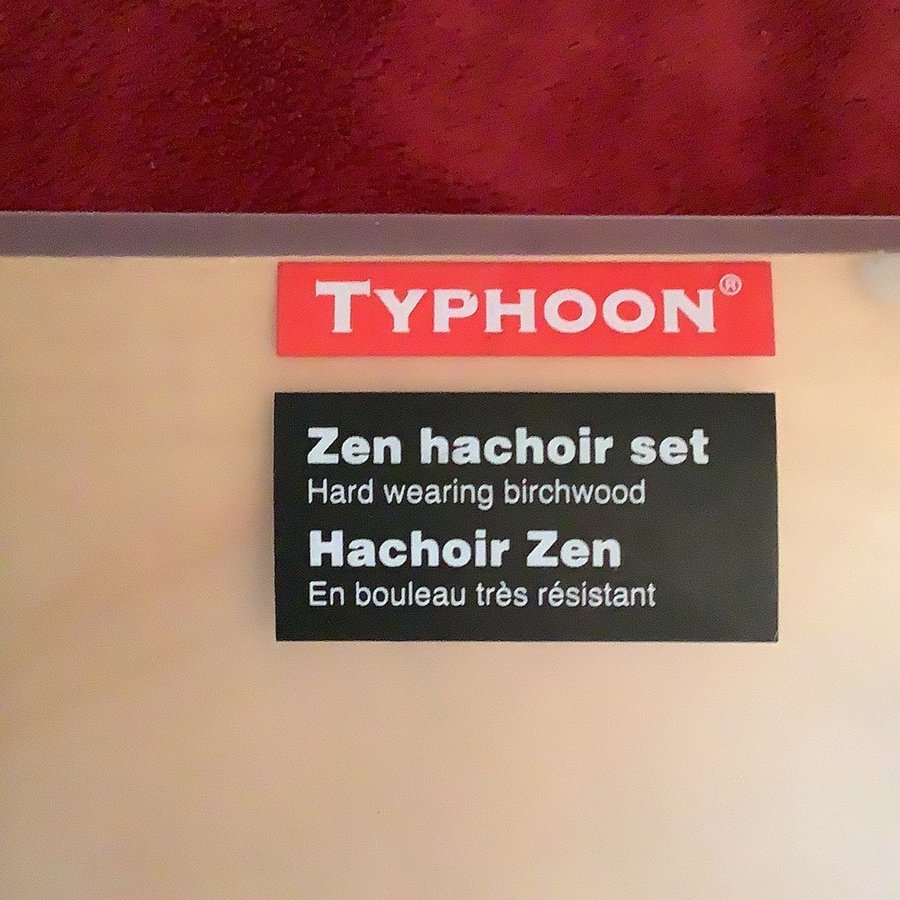 TYPHOON®
Zen hachoir set
Hard wearing birchwood
Hachoir Zen
En bouleau très résistant